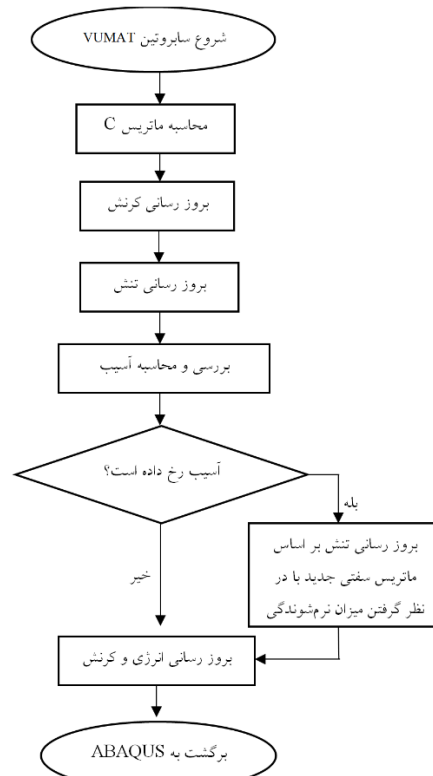 شروع سابروتین VUMAT
محاسبه ماتریس C
بروز رسانی کرنش
بروز رسانی تنش
بررسی و محاسبه آسیب
آسیب رخ داده است؟
بله
خیر
بروز رسانی تنش بر اساس
ماتریس سفتی جدید با در
نظر گرفتن میزان نرم‌شوندگی
بروز رسانی انرژی و کرنش
برگشت به ABAQUS